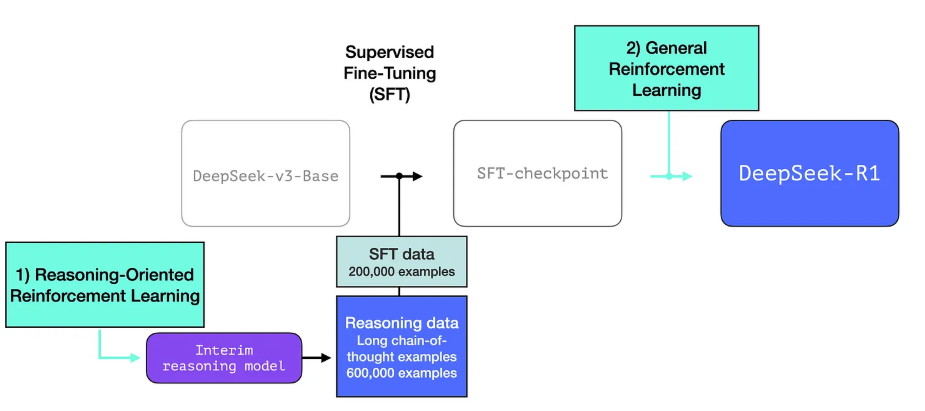 Supervised
Fine-Tuning
(SFT)
2) General
Reinforcement
Learning
DeepSeek-v3-Base
SFT-checkpoint
DeepSeek-R1
1) Reasoning-Oriented
Reinforcement Learning
SFT data
200,000 examples
Interim
reasoning model
Reasoning data
Long chain-of-
thought examples
600,000 examples